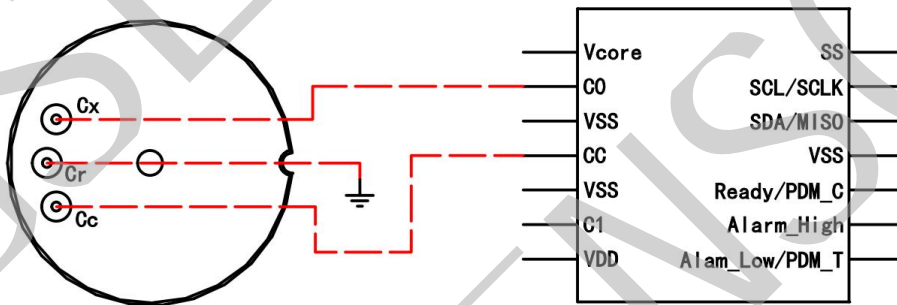 Cx
Cr
Cc
Vcore
C0
VSS
CC
VSS
C1
VDD
SS
SCL/SCLK
SDA/MISO
VSS
Ready/PDM_C
Alarm_High
Alam_Low/PDM_T